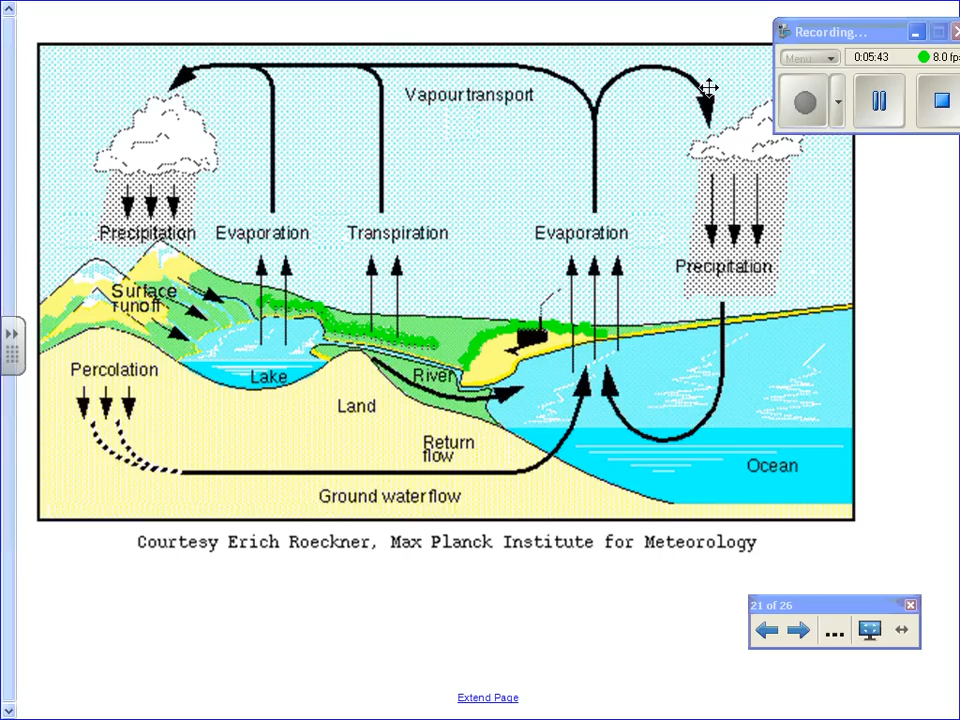 Recording...
Menu
0:05:43
8.0 fp
Vapour transport
Precipitation
Evaporation
Transpiration
Evaporation
Precipitation
Surface
runoff
Percolation
Lake
River
Land
Return
flow
Ocean
Ground water flow
Courtesy Erich Roeckner, Max Planck Institute for Meteorology
21 of 26
...
Extend Page